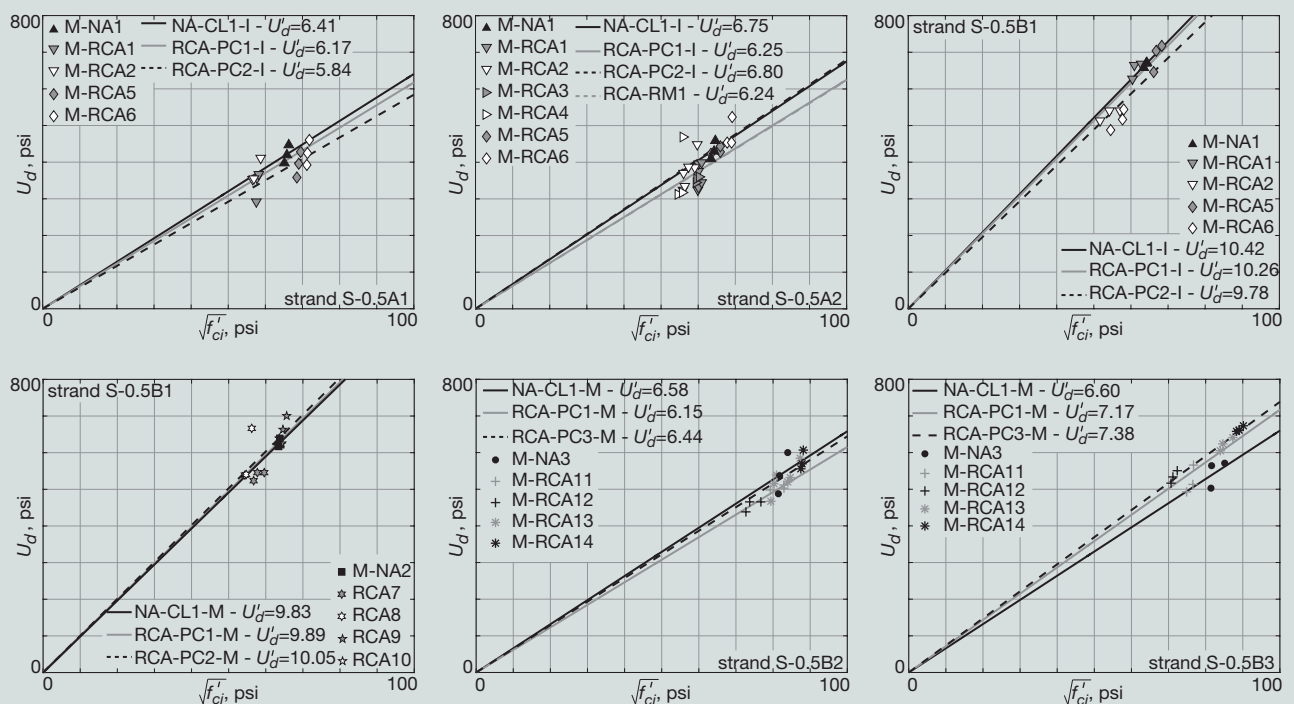 800
M-NA1
M-RCA1
M-RCA2
M-RCA5
M-RCA6
NA-CL1-I - U'd=6.41
RCA-PC1-I - U'd=6.17
RCA-PC2-I - U'd=5.84
Ud, psi
0
strand S-0.5A1
0
√f'ci, psi
100
800
M-NA1
M-RCA1
M-RCA2
M-RCA3
M-RCA4
M-RCA5
M-RCA6
NA-CL1-I - U'd=6.75
RCA-PC1-I - U'd=6.25
RCA-PC2-I - U'd=6.80
RCA-RM1 - U'd=6.24
Ud, psi
0
strand S-0.5A2
0
√f'ci, psi
100
800
strand S-0.5B1
M-NA1
M-RCA1
M-RCA2
M-RCA5
M-RCA6
NA-CL1-I - U'd=10.42
RCA-PC1-I - U'd=10.26
RCA-PC2-I - U'd=9.78
Ud, psi
0
0
√f'ci, psi
100
800
strand S-0.5B1
M-NA2
RCA7
RCA8
RCA9
RCA10
NA-CL1-M - U'd=9.83
RCA-PC1-M - U'd=9.89
RCA-PC2-M - U'd=10.05
Ud, psi
0
0
√f'ci, psi
100
800
NA-CL1-M - U'd=6.58
RCA-PC1-M - U'd=6.15
RCA-PC3-M - U'd=6.44
M-NA3
M-RCA11
M-RCA12
M-RCA13
M-RCA14
Ud, psi
0
strand S-0.5B2
0
√f'ci, psi
100
800
NA-CL1-M - U'd=6.60
RCA-PC1-M - U'd=7.17
RCA-PC3-M - U'd=7.38
M-NA3
M-RCA11
M-RCA12
M-RCA13
M-RCA14
Ud, psi
0
strand S-0.5B3
0
√f'ci, psi
100